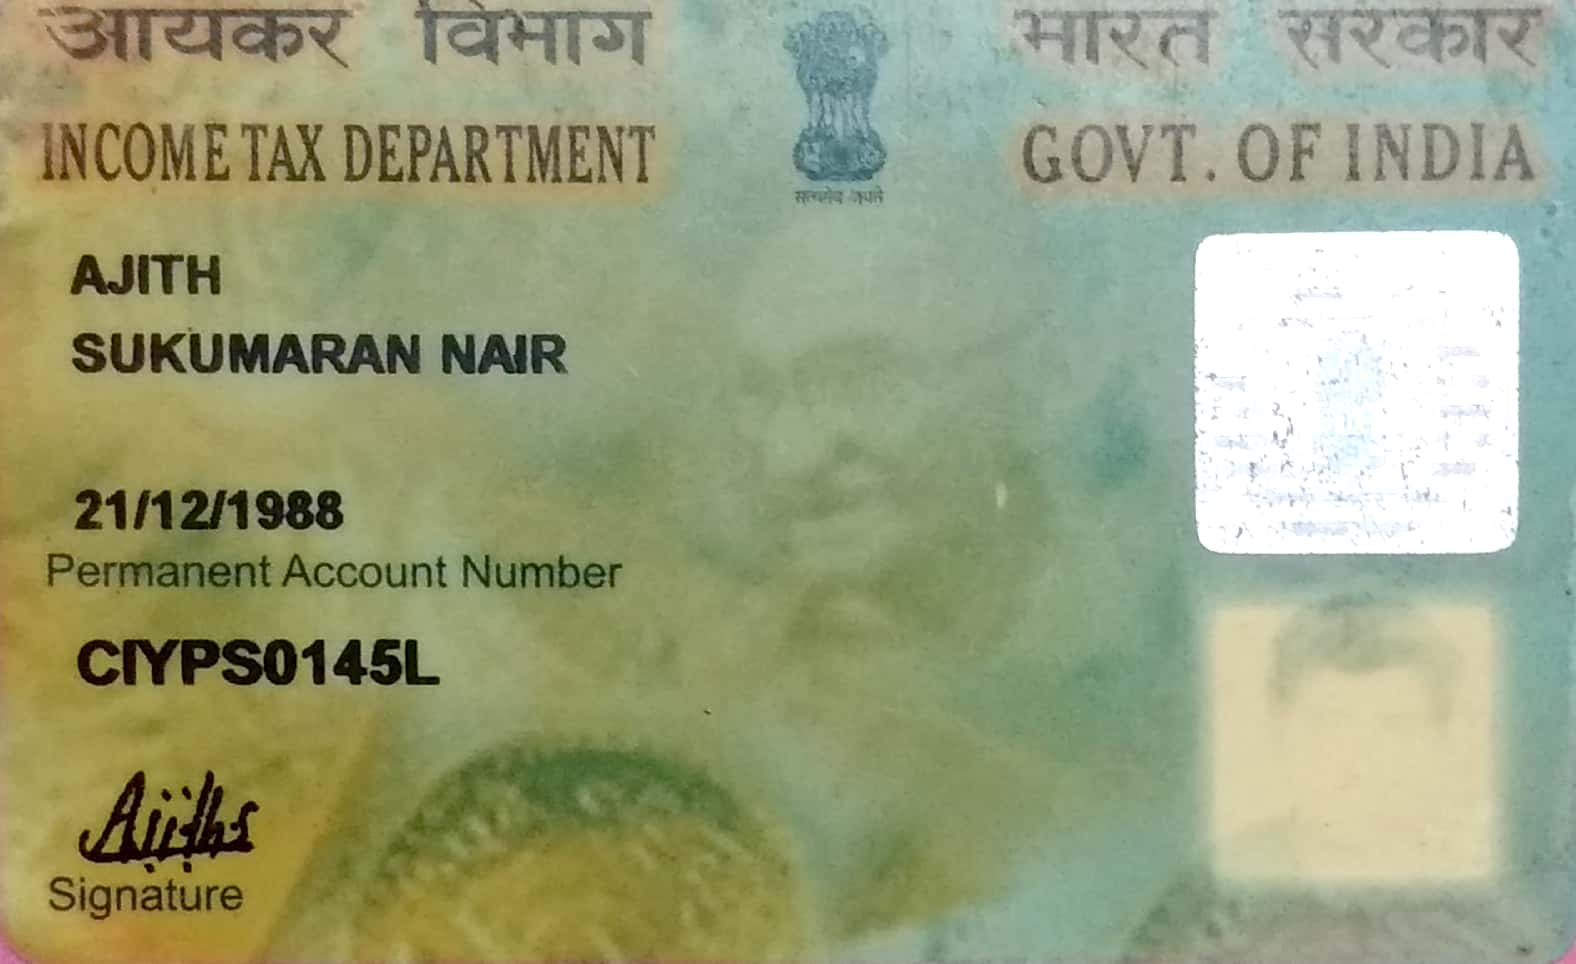 आयकर विभाग
भारत सरकार
INCOME TAX DEPARTMENT
GOVT. OF INDIA
सत्यमेव जयते
AJITH
SUKUMARAN NAIR
21/12/1988
Permanent Account Number
CIYPS0145L
Ajiths
Signature